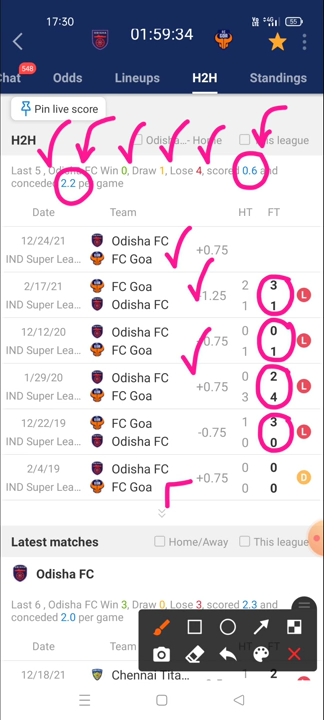 17:30
55
01:59:34
548
Chat Odds Lineups H2H Standings
Pin live score
H2H Odisha... - Home This league
Last 5 , Odisha FC Win 0, Draw 1, Lose 4, scored 0.6 and
conceded 2.2 per game
Date Team HT FT
12/24/21 Odisha FC
IND Super Lea... FC Goa +0.75
2/17/21 FC Goa 2 3
IND Super Lea... Odisha FC 1.25 1 1 L
12/12/20 Odisha FC 0 0
IND Super Lea... FC Goa +0.75 1 1 L
1/29/20 Odisha FC 0 2
IND Super Lea... FC Goa +0.75 3 4 L
12/22/19 FC Goa 1 3
IND Super Lea... Odisha FC -0.75 0 0 L
2/4/19 Odisha FC 0 0
IND Super Lea... FC Goa +0.75 0 0 D
Latest matches Home/Away This league
Odisha FC
Last 6 , Odisha FC Win 3, Draw 0, Lose 3, scored 2.3 and
conceded 2.0 per game
Date Team
12/18/21 Chennai Tita... 1 2
IND Super Lea...